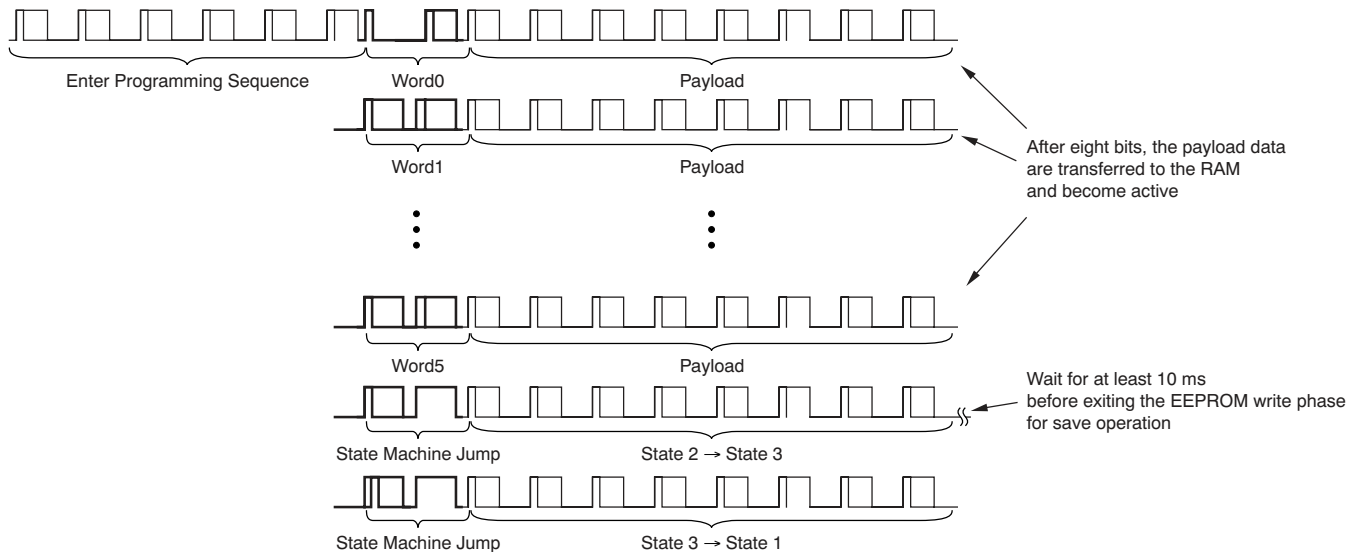 Enter Programming Sequence
Word0
Payload
Word1
Payload
After eight bits, the payload data
are transferred to the RAM
and become active
Word5
Payload
Wait for at least 10 ms
before exiting the EEPROM write phase
for save operation
State Machine Jump
State 2 → State 3
State Machine Jump
State 3 → State 1